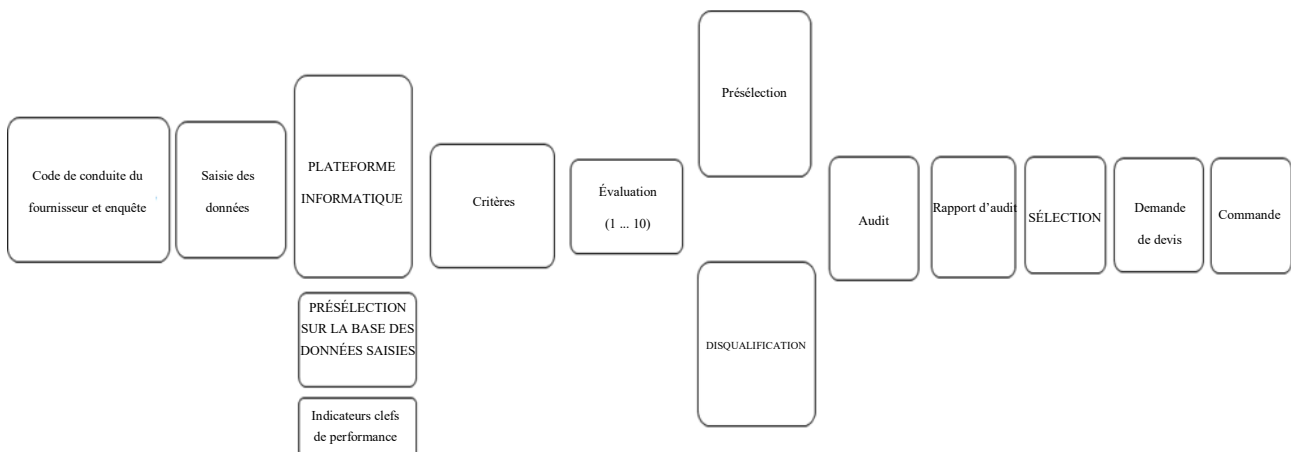 Code de conduite du
fournisseur et enquête
Saisie des
données
PLATEFORME
INFORMATIQUE
PRÉSÉLECTION
SUR LA BASE DES
DONNÉES SAISIES
Indicateurs clefs
de performance
Critères
Évaluation
(1 ... 10)
Présélection
DISQUALIFICATION
Audit
Rapport d’audit
SÉLECTION
Demande
de devis
Commande